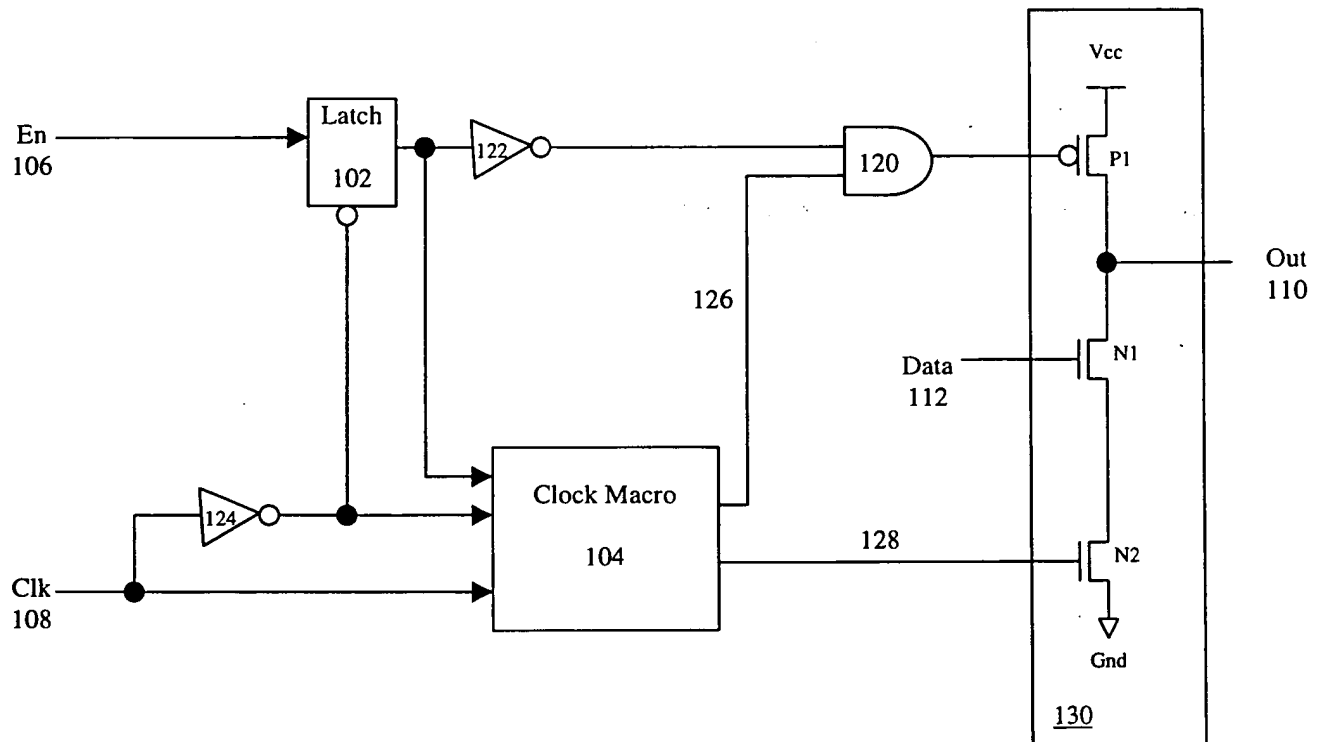 Vcc
En
106
Latch
102
122
120
P1
Out
110
126
Data
112
N1
124
Clock Macro
104
128
N2
Clk
108
Gnd
130